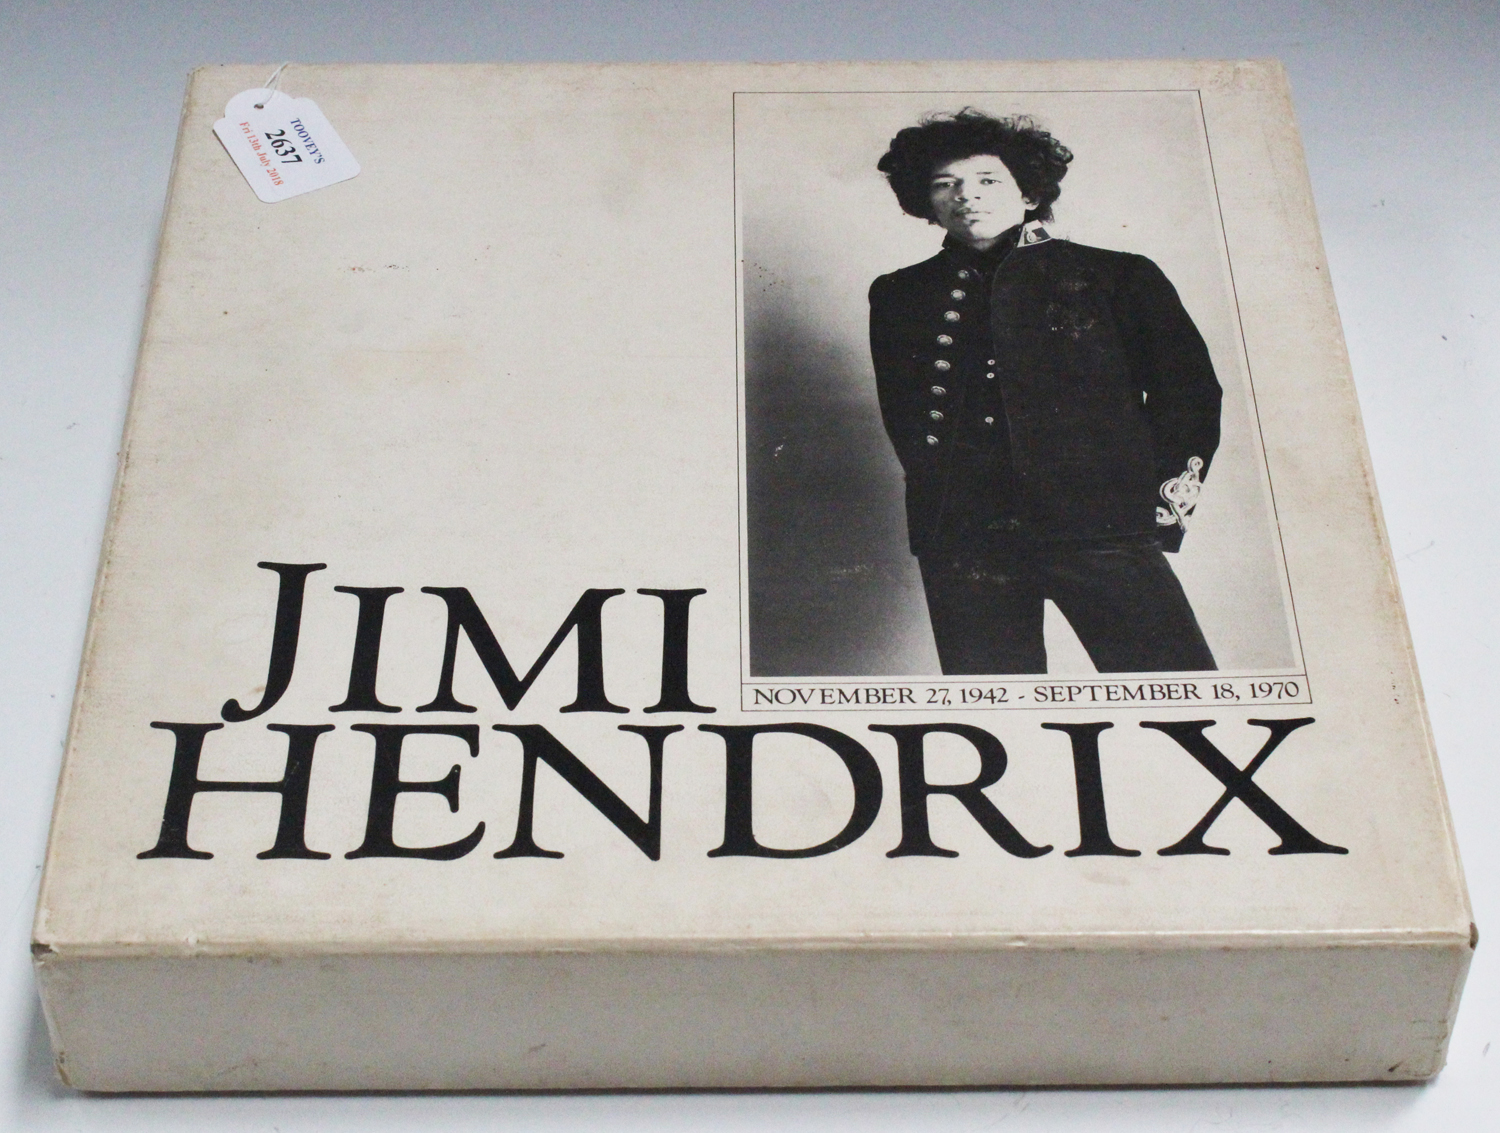 TOOVEY'S
2637
Fri 13th July 2018
NOVEMBER 27, 1942 - SEPTEMBER 18, 1970
JIMI
HENDRIX